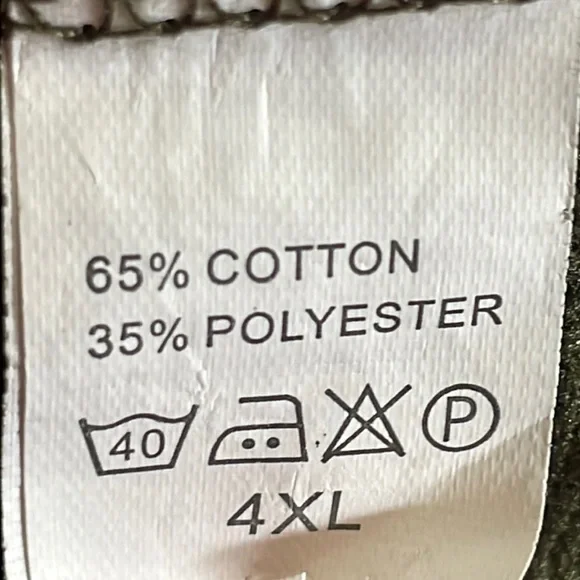 65% COTTON
35% POLYESTER
40 P
4XL